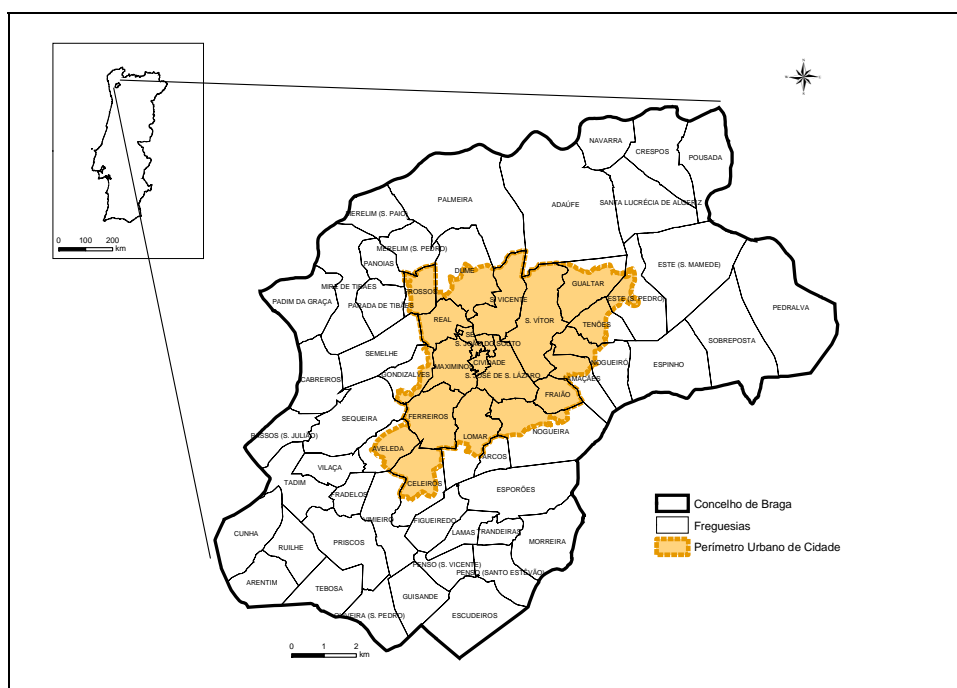 NAVARRA
CRESPOS
POUSADA
PALMEIRA
ADAÚFE
SANTA LUCRÉCIA DE ALGERIZ
MERELIM (S. PAIO)
MERELIM (S. PEDRO)
PANOIAS
DUME
ESTE (S. MAMEDE)
0 100 200
km
MIRE DE TIBÃES
FROSSOS
GUALTAR
PADIM DA GRAÇA
PARADA DE TIBÃES
S. VICENTE
ESTE (S. PEDRO)
PEDRALVA
REAL
S. VÍTOR
TENÕES
SÉ
S. JOÃO DO SOUTO
SOBREPOSTA
SEMELHE
CIVIDADE
NOGUEIRÓ
ESPINHO
MAXIMINOS
GONDIZALVES
S. JOSÉ DE S. LÁZARO
LAMAÇÃES
CABREIROS
FRAIÃO
SEQUEIRA
FERREIROS
NOGUEIRA
PASSOS (S. JULIÃO)
LOMAR
AVELEDA
ARCOS
VILAÇA
TADIM
CELEIRÓS
ESPORÕES
FRADELOS
Concelho de Braga
VIMIEIRO
FIGUEIREDO
Freguesias
CUNHA
LAMAS
TRANDEIRAS
PRISCOS
MORREIRA
Perímetro Urbano de Cidade
RUILHE
PENSO (S. VICENTE)
PENSO (SANTO ESTÊVÃO)
ARENTIM
TEBOSA
GUISANDE
OLIVEIRA (S. PEDRO)
ESCUDEIROS
0 1 2
km